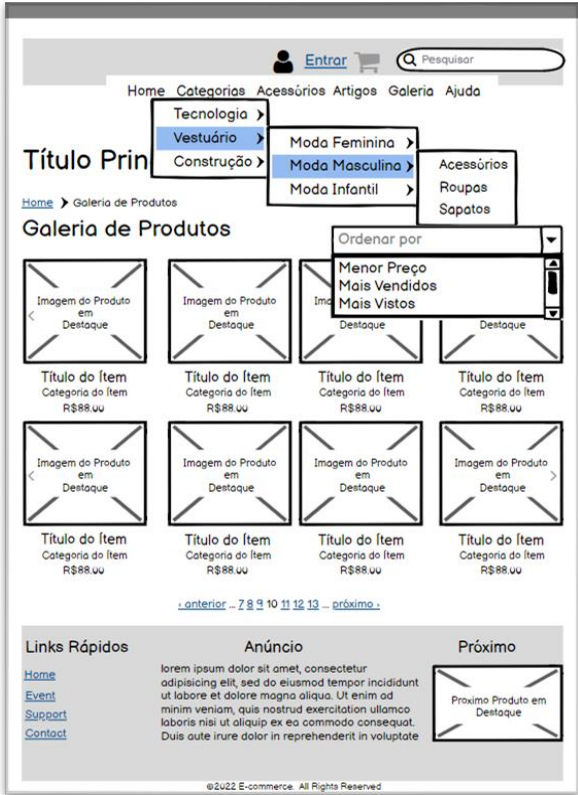 Entrar
Pesquisar
Home Categorias Acessórios Artigos Galeria Ajuda
Tecnologia
Vestuário
Construção
Moda Feminina
Moda Masculina
Moda Infantil
Acessórios
Roupas
Sapatos
Título Prin
Home Galeria de Produtos
Galeria de Produtos
Ordenar por
Menor Preço
Mais Vendidos
Mais Vistos
Imagem do Produto
em
Destaque
Imagem do Produto
em
Destaque
Ima
Destaque
Destaque
Título do Ítem
Categoria do Ítem
R$88.00
Título do Ítem
Categoria do Ítem
R$88.00
Título do Ítem
Categoria do Ítem
R$88.00
Título do Ítem
Categoria do Ítem
R$88.00
Imagem do Produto
em
Destaque
Imagem do Produto
em
Destaque
Imagem do Produto
em
Destaque
Imagem do Produto
em
Destaque
Título do Ítem
Categoria do Ítem
R$88.00
Título do Ítem
Categoria do Ítem
R$88.00
Título do Ítem
Categoria do Ítem
R$88.00
Título do Ítem
Categoria do Ítem
R$88.00
‹ anterior ... 7 8 9 10 11 12 13 ... próximo ›
Links Rápidos
Home
Event
Support
Contact
Anúncio
lorem ipsum dolor sit amet, consectetur
adipisicing elit, sed do eiusmod tempor incididunt
ut labore et dolore magna aliqua. Ut enim ad
minim veniam, quis nostrud exercitation ullamco
laboris nisi ut aliquip ex ea commodo consequat.
Duis aute irure dolor in reprehenderit in voluptate
Próximo
Proximo Produto em
Destaque
©2022 E-commerce. All Rights Reserved